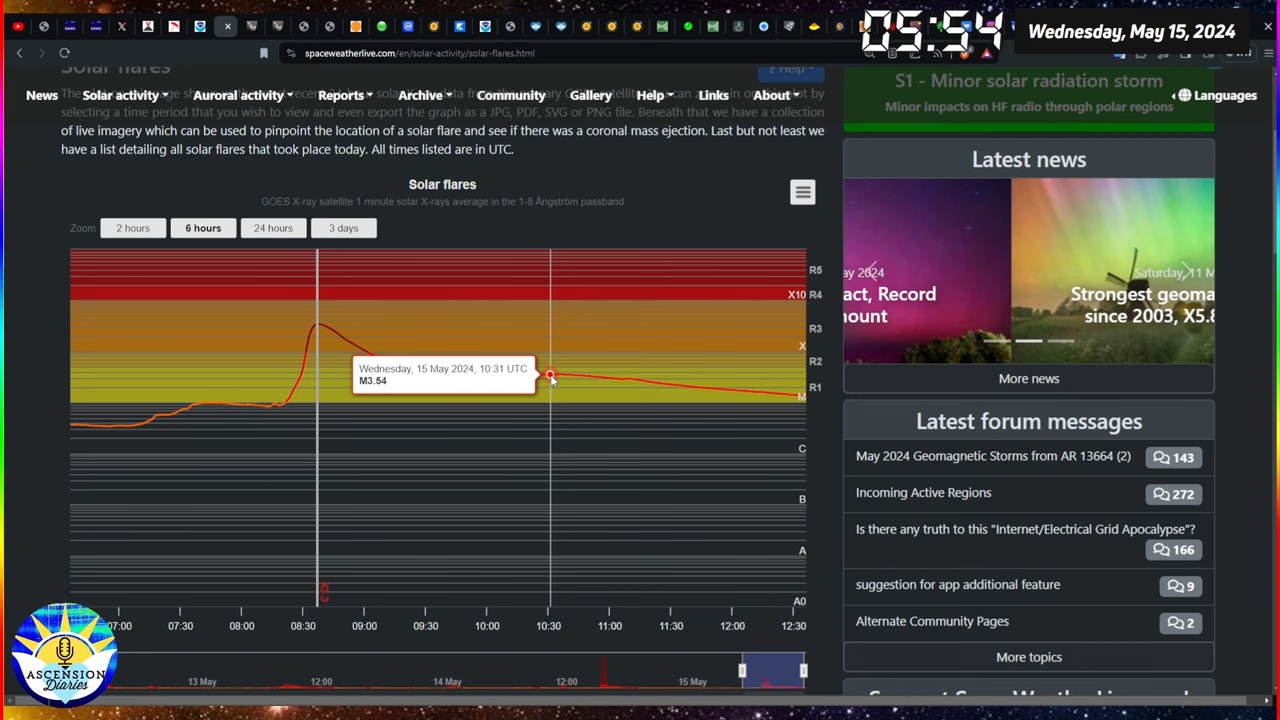 05:54
Wednesday, May 15, 2024
spaceweatherlive.com/en/solar-activity/solar-flares.html
Solar flares
Help
News
Solar activity
Auroral activity
Reports
Archive
Community
Gallery
Help
Links
About
Languages
selecting a time period that you wish to view and even export the graph as a JPG, PDF, SVG or PNG file. Beneath that we have a collection
of live imagery which can be used to pinpoint the location of a solar flare and see if there was a coronal mass ejection. Last but not least we
have a list detailing all solar flares that took place today. All times listed are in UTC.
S1 - Minor solar radiation storm
Minor impacts on HF radio through polar regions
Solar flares
GOES X-ray satellite 1 minute solar X-rays average in the 1-8 Ångström passband
Zoom
2 hours
6 hours
24 hours
3 days
R5
X10 R4
R3
X
R2
R1
M
C
B
A
A0
Wednesday, 15 May 2024, 10:31 UTC
M3.54
07:00
07:30
08:00
08:30
09:00
09:30
10:00
10:30
11:00
11:30
12:00
12:30
13 May
12:00
14 May
12:00
15 May
Latest news
ay 2024
act, Record
nount
Saturday, 11 M
Strongest geoma
since 2003, X5.8
More news
Latest forum messages
May 2024 Geomagnetic Storms from AR 13664 (2)
143
Incoming Active Regions
272
Is there any truth to this "Internet/Electrical Grid Apocalypse"?
166
suggestion for app additional feature
9
Alternate Community Pages
2
More topics
ASCENSION
Diaries